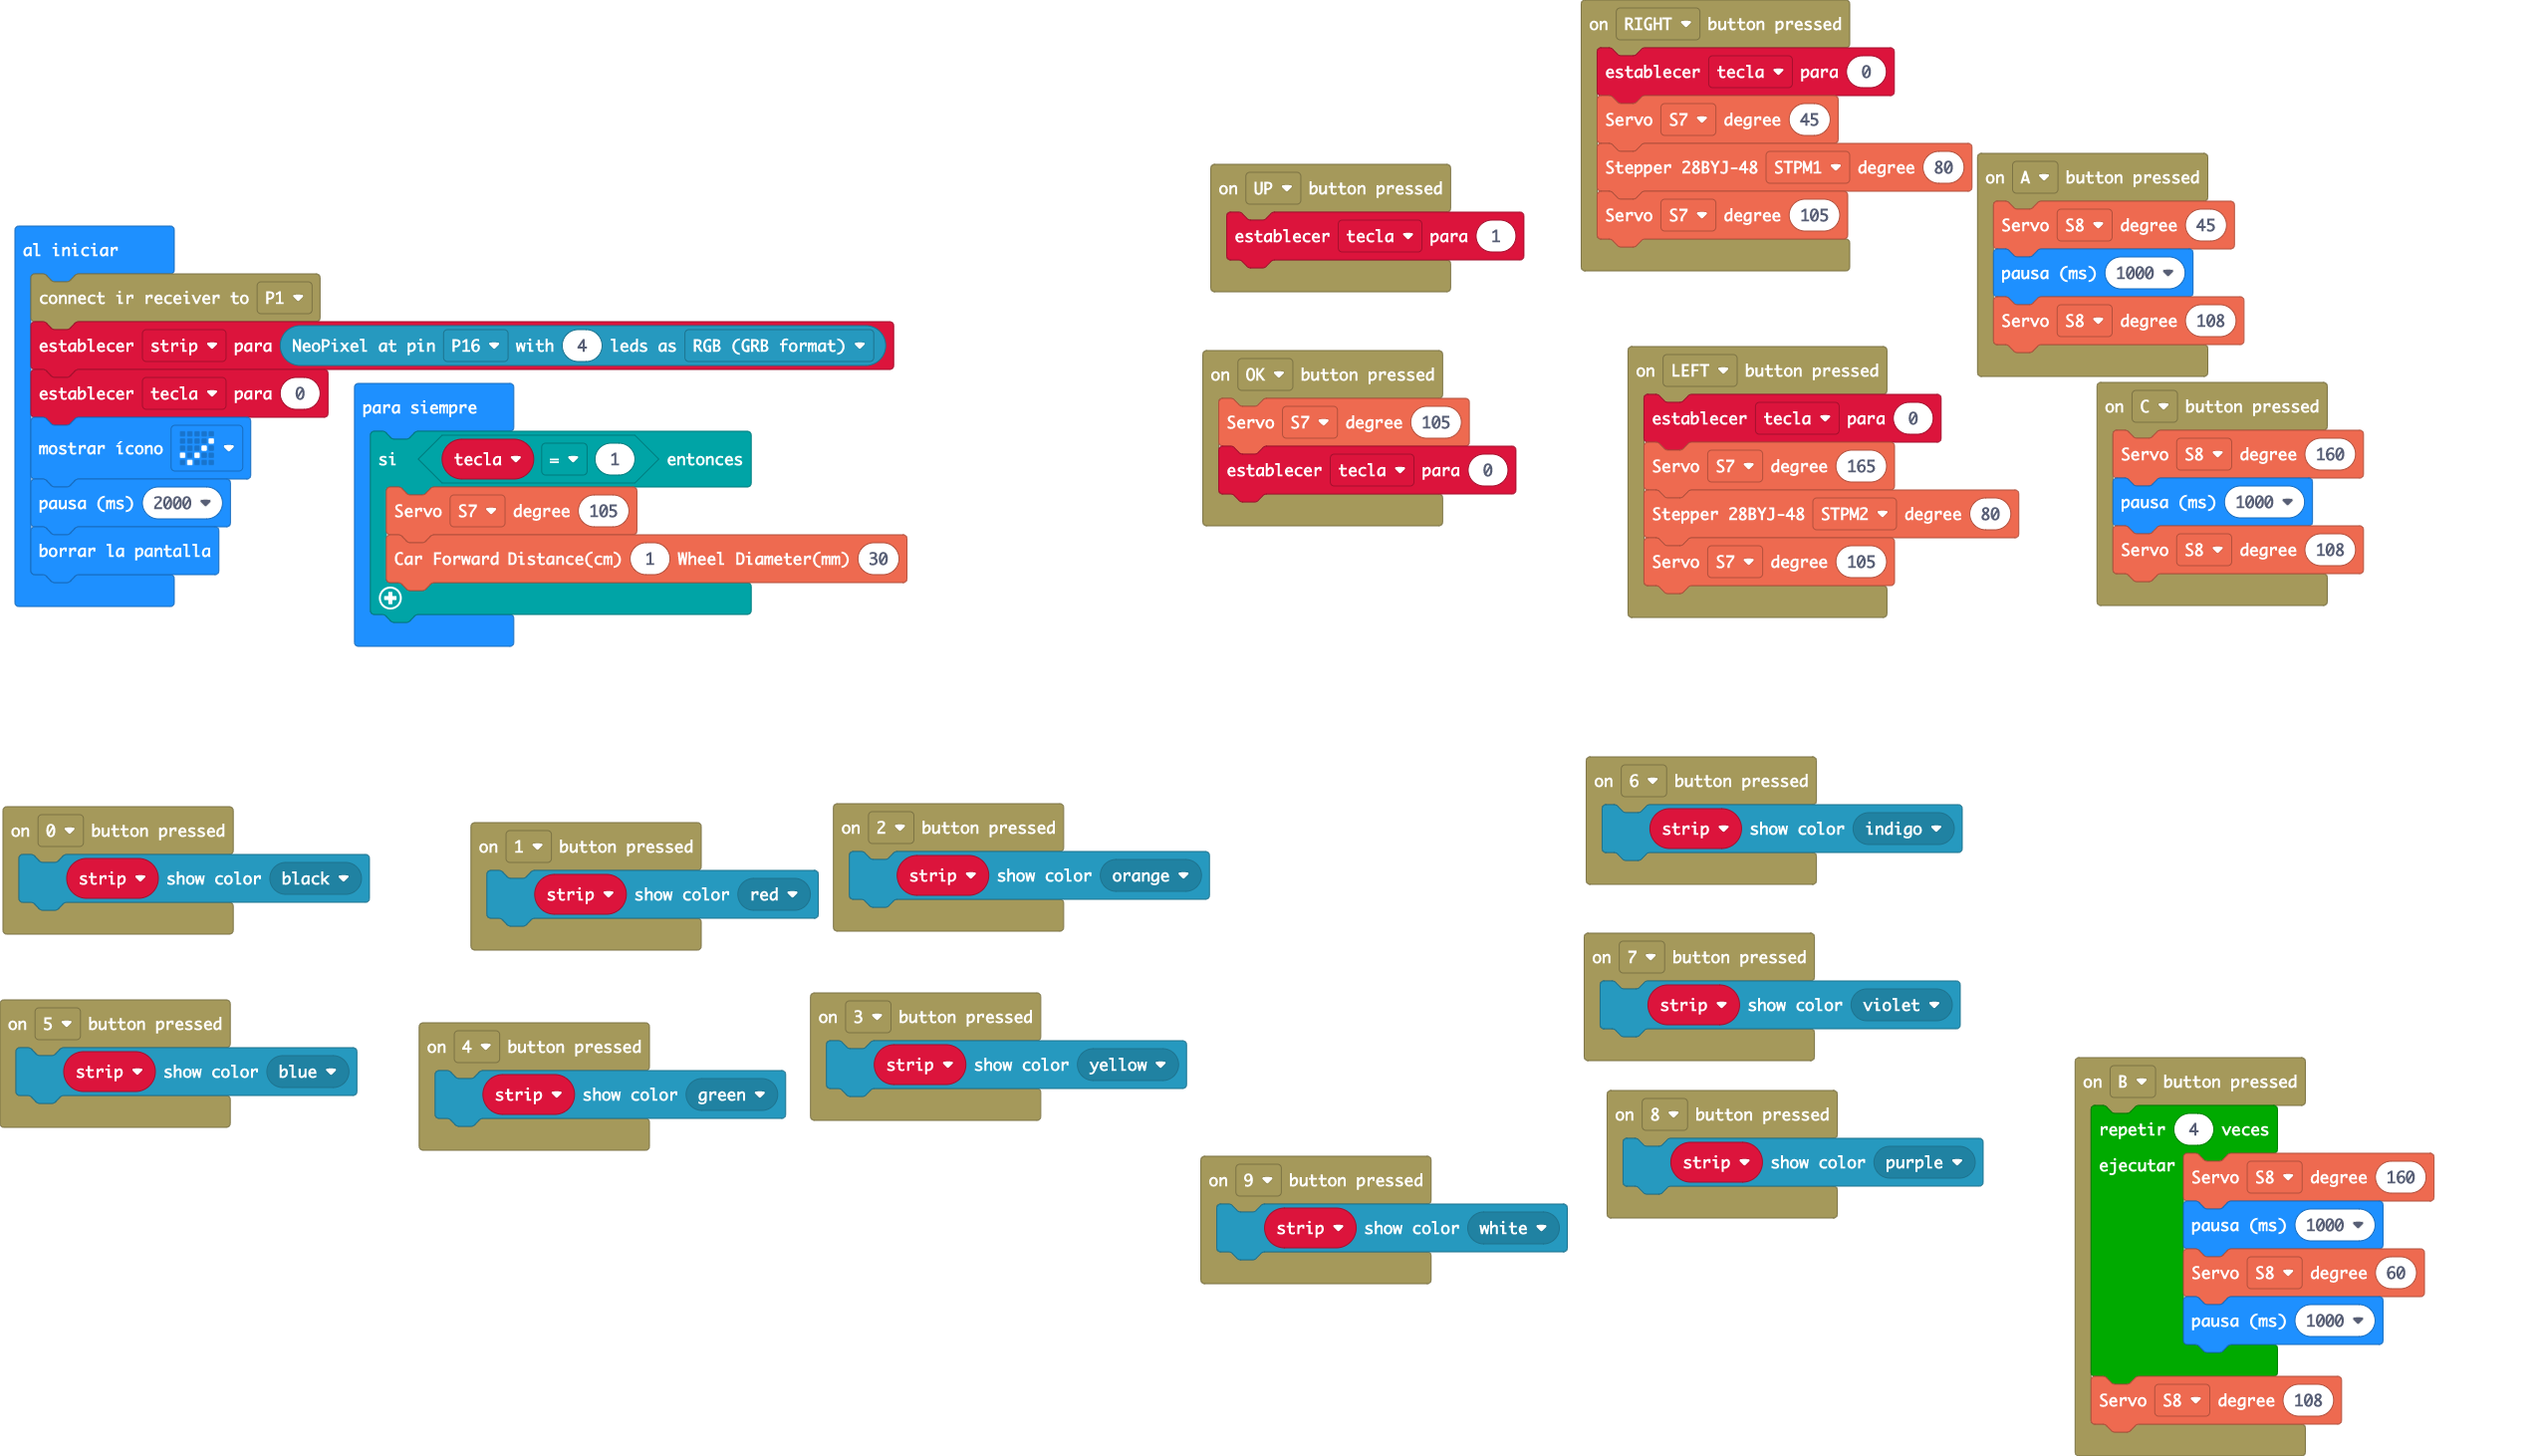 al iniciar
connect ir receiver to P1
establecer strip para NeoPixel at pin P16 with 4 leds as RGB (GRB format)
establecer tecla para 0
mostrar ícono
pausa (ms) 2000
borrar la pantalla
para siempre
si tecla = 1 entonces
Servo S7 degree 105
Car Forward Distance(cm) 1 Wheel Diameter(mm) 30
on UP button pressed
establecer tecla para 1
on OK button pressed
Servo S7 degree 105
establecer tecla para 0
on RIGHT button pressed
establecer tecla para 0
Servo S7 degree 45
Stepper 28BYJ-48 STPM1 degree 80
Servo S7 degree 105
on LEFT button pressed
establecer tecla para 0
Servo S7 degree 165
Stepper 28BYJ-48 STPM2 degree 80
Servo S7 degree 105
on A button pressed
Servo S8 degree 45
pausa (ms) 1000
Servo S8 degree 108
on C button pressed
Servo S8 degree 160
pausa (ms) 1000
Servo S8 degree 108
on 0 button pressed
strip show color black
on 1 button pressed
strip show color red
on 2 button pressed
strip show color orange
on 5 button pressed
strip show color blue
on 4 button pressed
strip show color green
on 3 button pressed
strip show color yellow
on 6 button pressed
strip show color indigo
on 7 button pressed
strip show color violet
on 8 button pressed
strip show color purple
on 9 button pressed
strip show color white
on B button pressed
repetir 4 veces
ejecutar Servo S8 degree 160
pausa (ms) 1000
Servo S8 degree 60
pausa (ms) 1000
Servo S8 degree 108